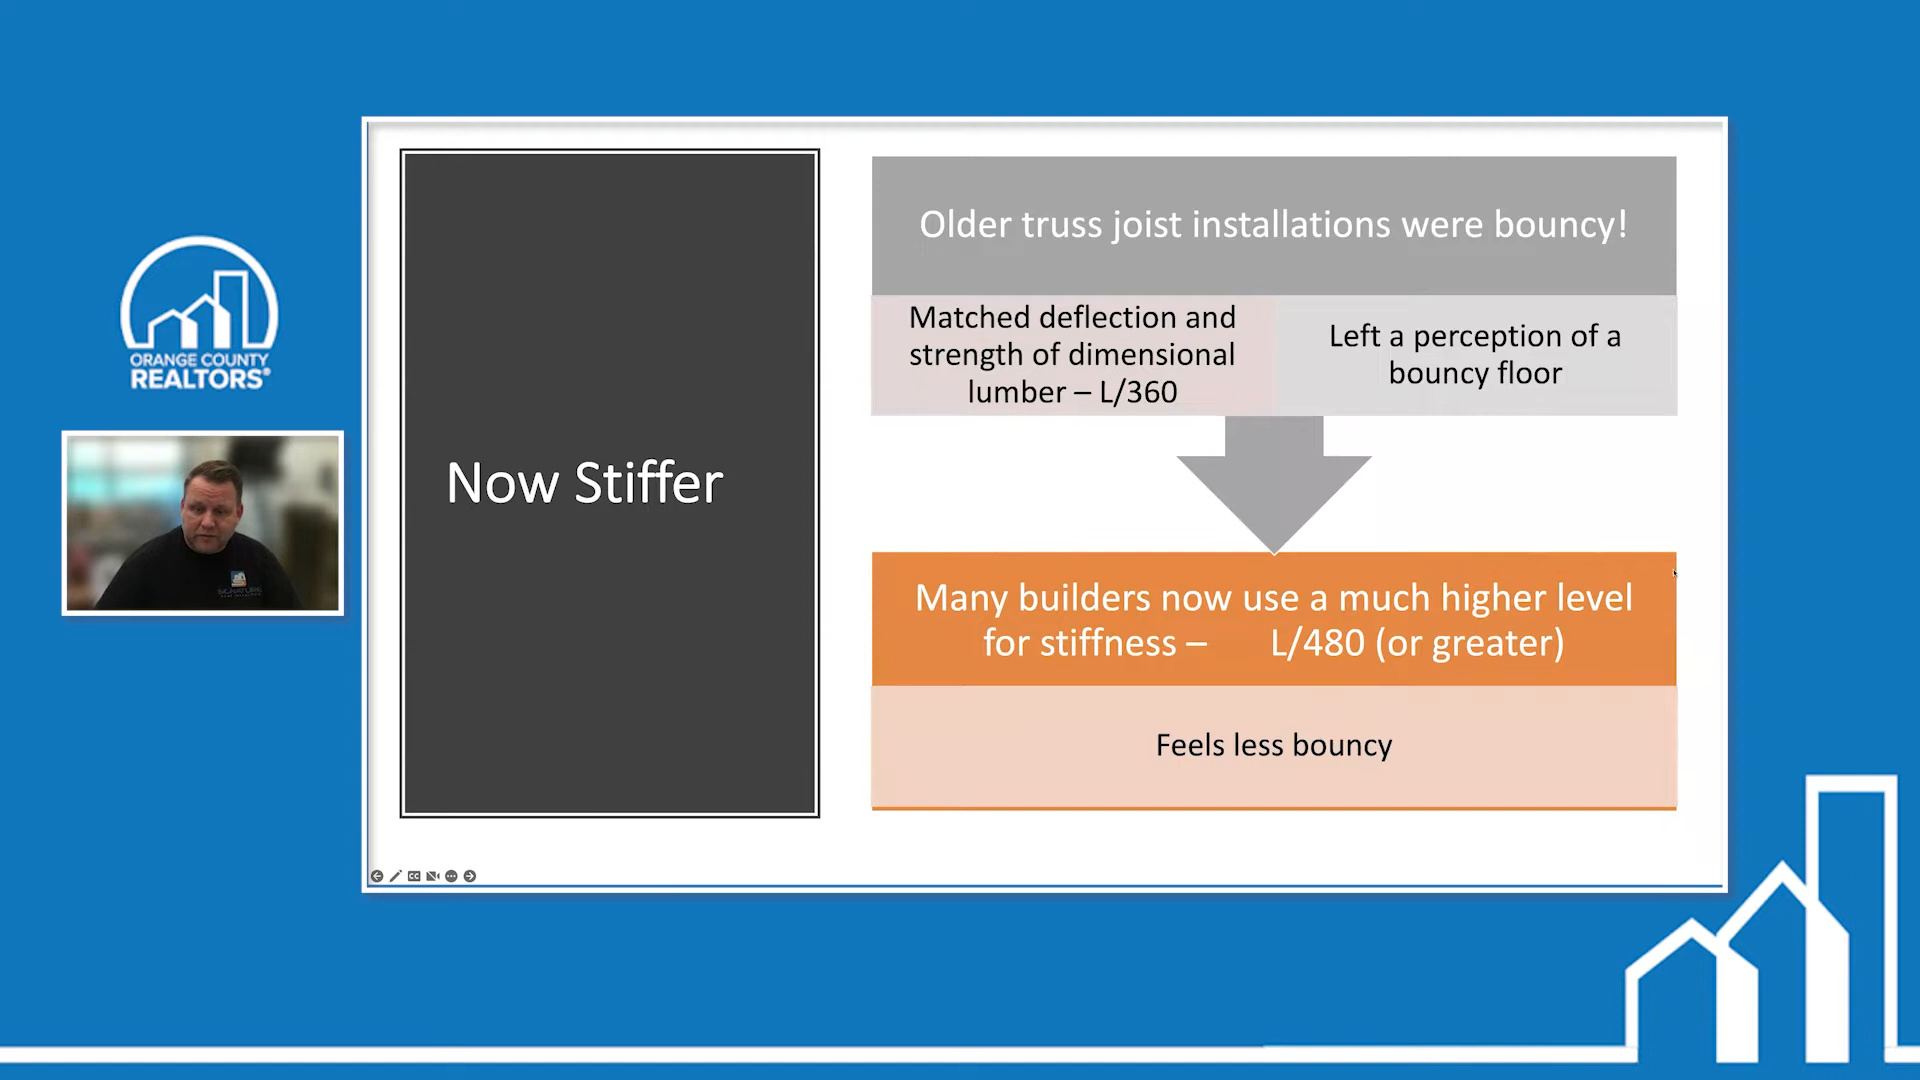 ORANGE COUNTY
REALTORS®
Now Stiffer
Older truss joist installations were bouncy!
Matched deflection and
strength of dimensional
lumber – L/360
Left a perception of a
bouncy floor
Many builders now use a much higher level
for stiffness – L/480 (or greater)
Feels less bouncy
SIGNATURE
CC